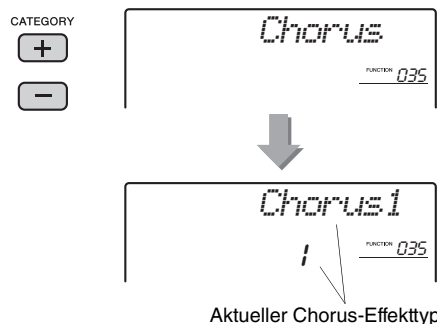 CATEGORY
+
−
Chorus
FUNCTION 035
Chorus1
1 FUNCTION 035
Aktueller Chorus-Effekttyp